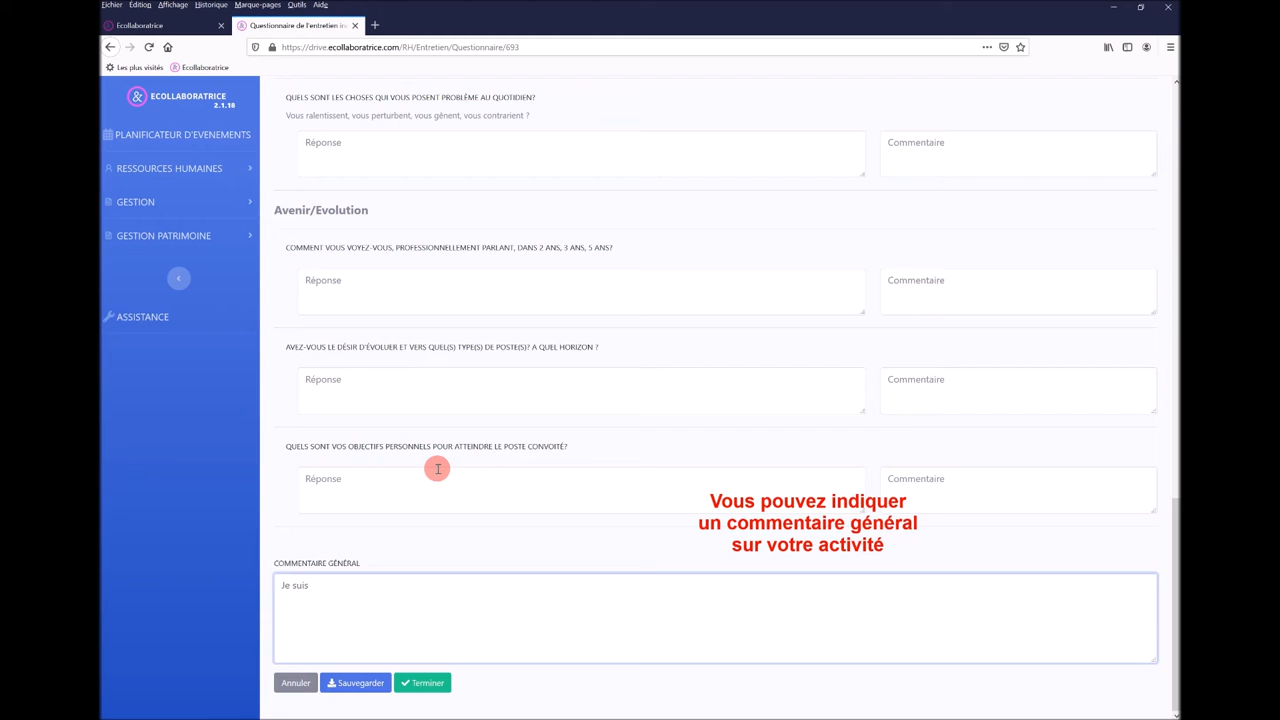 Fichier Édition Affichage Historique Marque-pages Outils Aide
Ecollaboratrice
Questionnaire de l'entretien in
https://drive.ecollaboratrice.com/RH/Entretien/Questionnaire/693
Les plus visités Ecollaboratrice
ECOLLABORATRICE
2.1.18
PLANIFICATEUR D'EVENEMENTS
RESSOURCES HUMAINES
GESTION
GESTION PATRIMOINE
ASSISTANCE
QUELS SONT LES CHOSES QUI VOUS POSENT PROBLÈME AU QUOTIDIEN?
Vous ralentissent, vous perturbent, vous gênent, vous contrarient ?
Réponse Commentaire
Avenir/Evolution
COMMENT VOUS VOYEZ-VOUS, PROFESSIONNELLEMENT PARLANT, DANS 2 ANS, 3 ANS, 5 ANS?
Réponse Commentaire
AVEZ-VOUS LE DÉSIR D'ÉVOLUER ET VERS QUEL(S) TYPE(S) DE POSTE(S)? A QUEL HORIZON ?
Réponse Commentaire
QUELS SONT VOS OBJECTIFS PERSONNELS POUR ATTEINDRE LE POSTE CONVOITÉ?
Réponse Commentaire
Vous pouvez indiquer
un commentaire général
sur votre activité
COMMENTAIRE GÉNÉRAL
Je suis
Annuler Sauvegarder Terminer